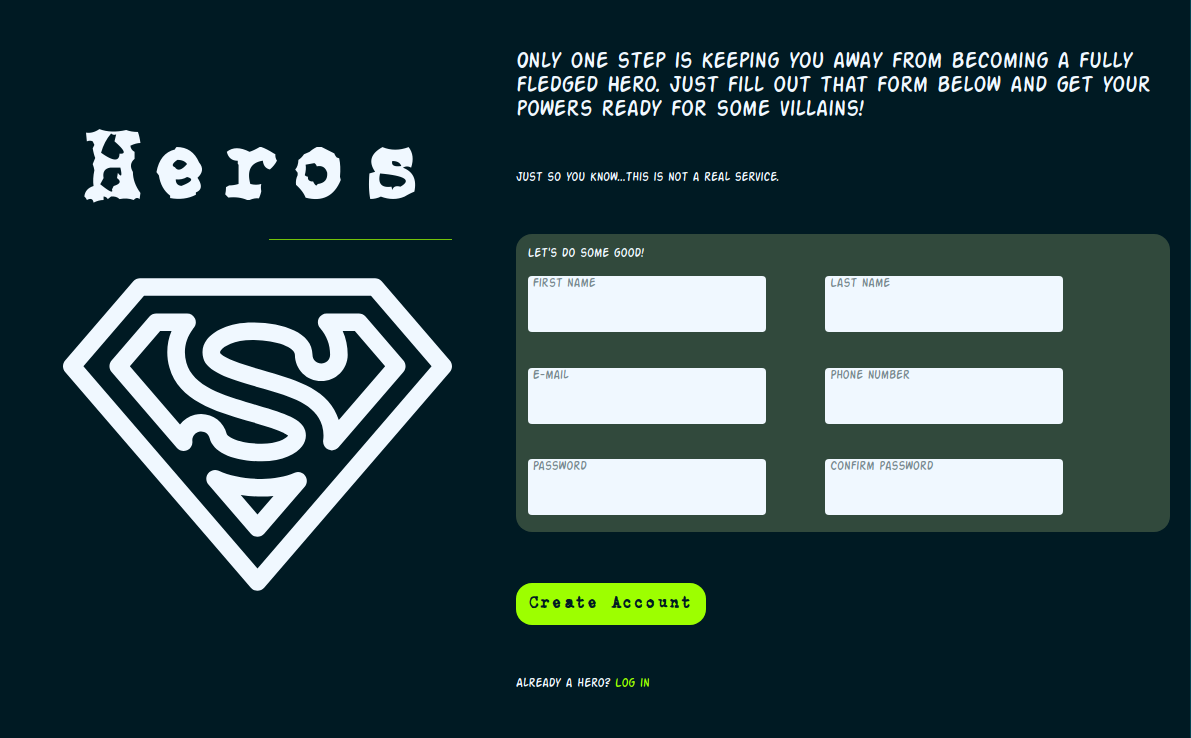 Heros
ONLY ONE STEP IS KEEPING YOU AWAY FROM BECOMING A FULLY
FLEDGED HERO. JUST FILL OUT THAT FORM BELOW AND GET YOUR
POWERS READY FOR SOME VILLAINS!
JUST SO YOU KNOW...THIS IS NOT A REAL SERVICE.
LET'S DO SOME GOOD!
FIRST NAME
LAST NAME
E-MAIL
PHONE NUMBER
PASSWORD
CONFIRM PASSWORD
Create Account
ALREADY A HERO? LOG IN
S